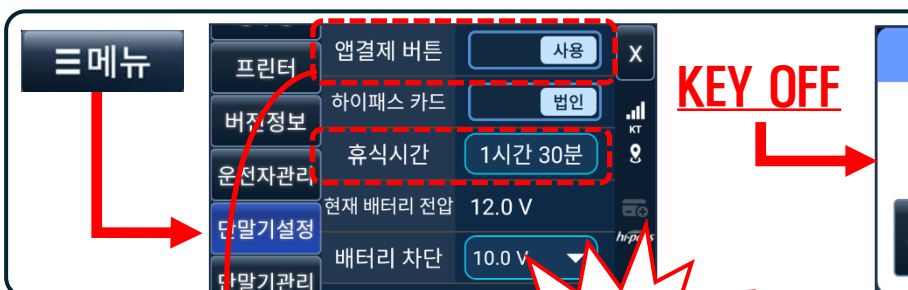 ☰메뉴
프린터
버전정보
운전자관리
단말기설정
단말기관리
앱결제 버튼 사용
하이패스 카드 법인
휴식시간 1시간 30분
현재 배터리 전압 12.0 V
배터리 차단 10.0 V
X
KT
hi-pass
KEY OFF